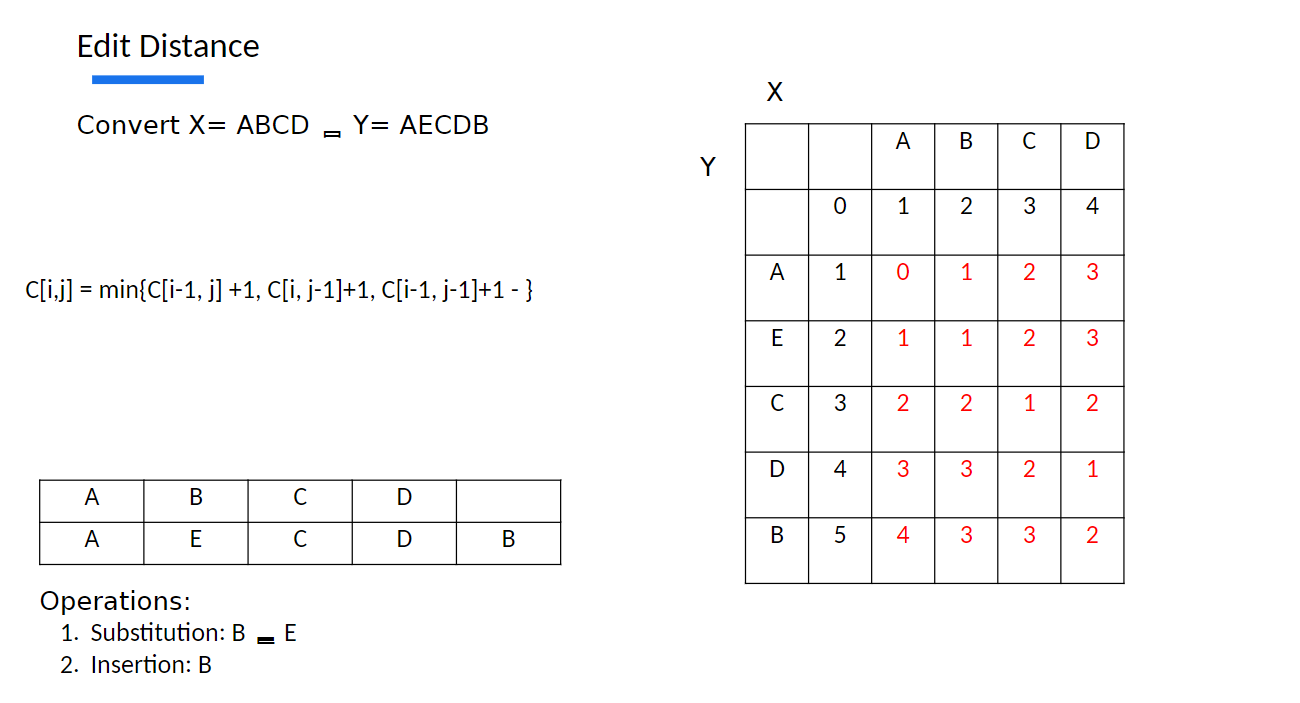 Edit Distance
Convert X= ABCD = Y= AECDB
C[i,j] = min{C[i-1, j] +1, C[i, j-1]+1, C[i-1, j-1]+1 - }
A B C D
A E C D B
Operations:
1. Substitution: B = E
2. Insertion: B
X
Y
A B C D
0 1 2 3 4
A 1 0 1 2 3
E 2 1 1 2 3
C 3 2 2 1 2
D 4 3 3 2 1
B 5 4 3 3 2